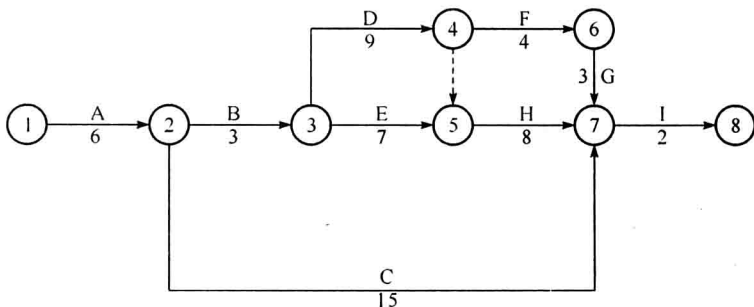 D F
④ ⑥
9 4
3 G
A B E H I
① ② ③ ⑤ ⑦ ⑧
6 3 7 8 2
C
15